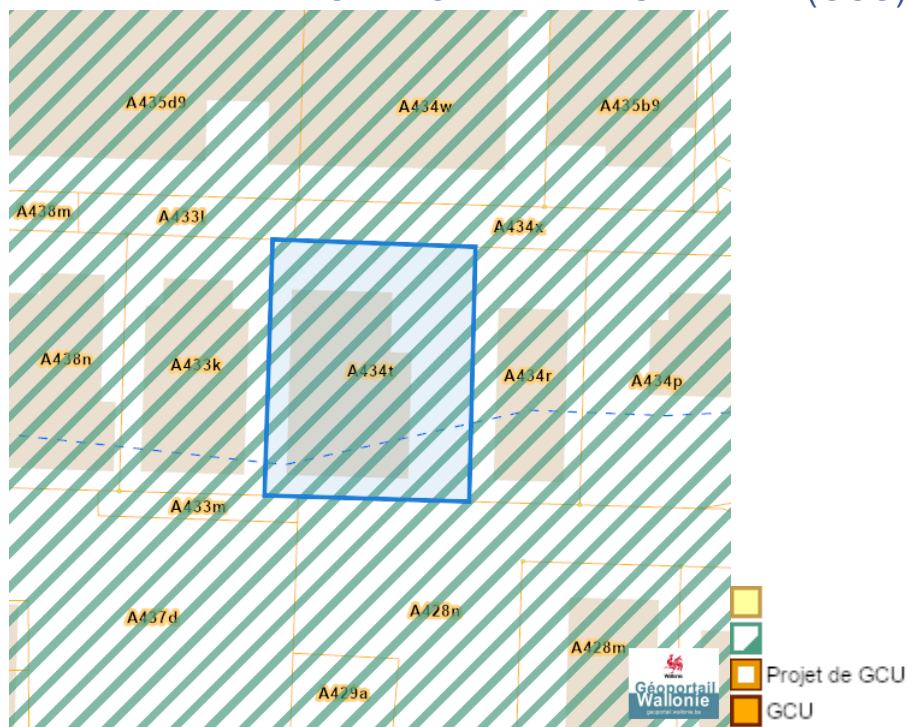 (GCU)
A435d9
A434w
A435b9
A438m
A433l
A434x
A438n
A433k
A434t
A434r
A434p
A433m
A437d
A428n
A428m
A429a
Wallonie
Géoportail
Wallonie
geoportail.wallonie.be
Projet de GCU
GCU